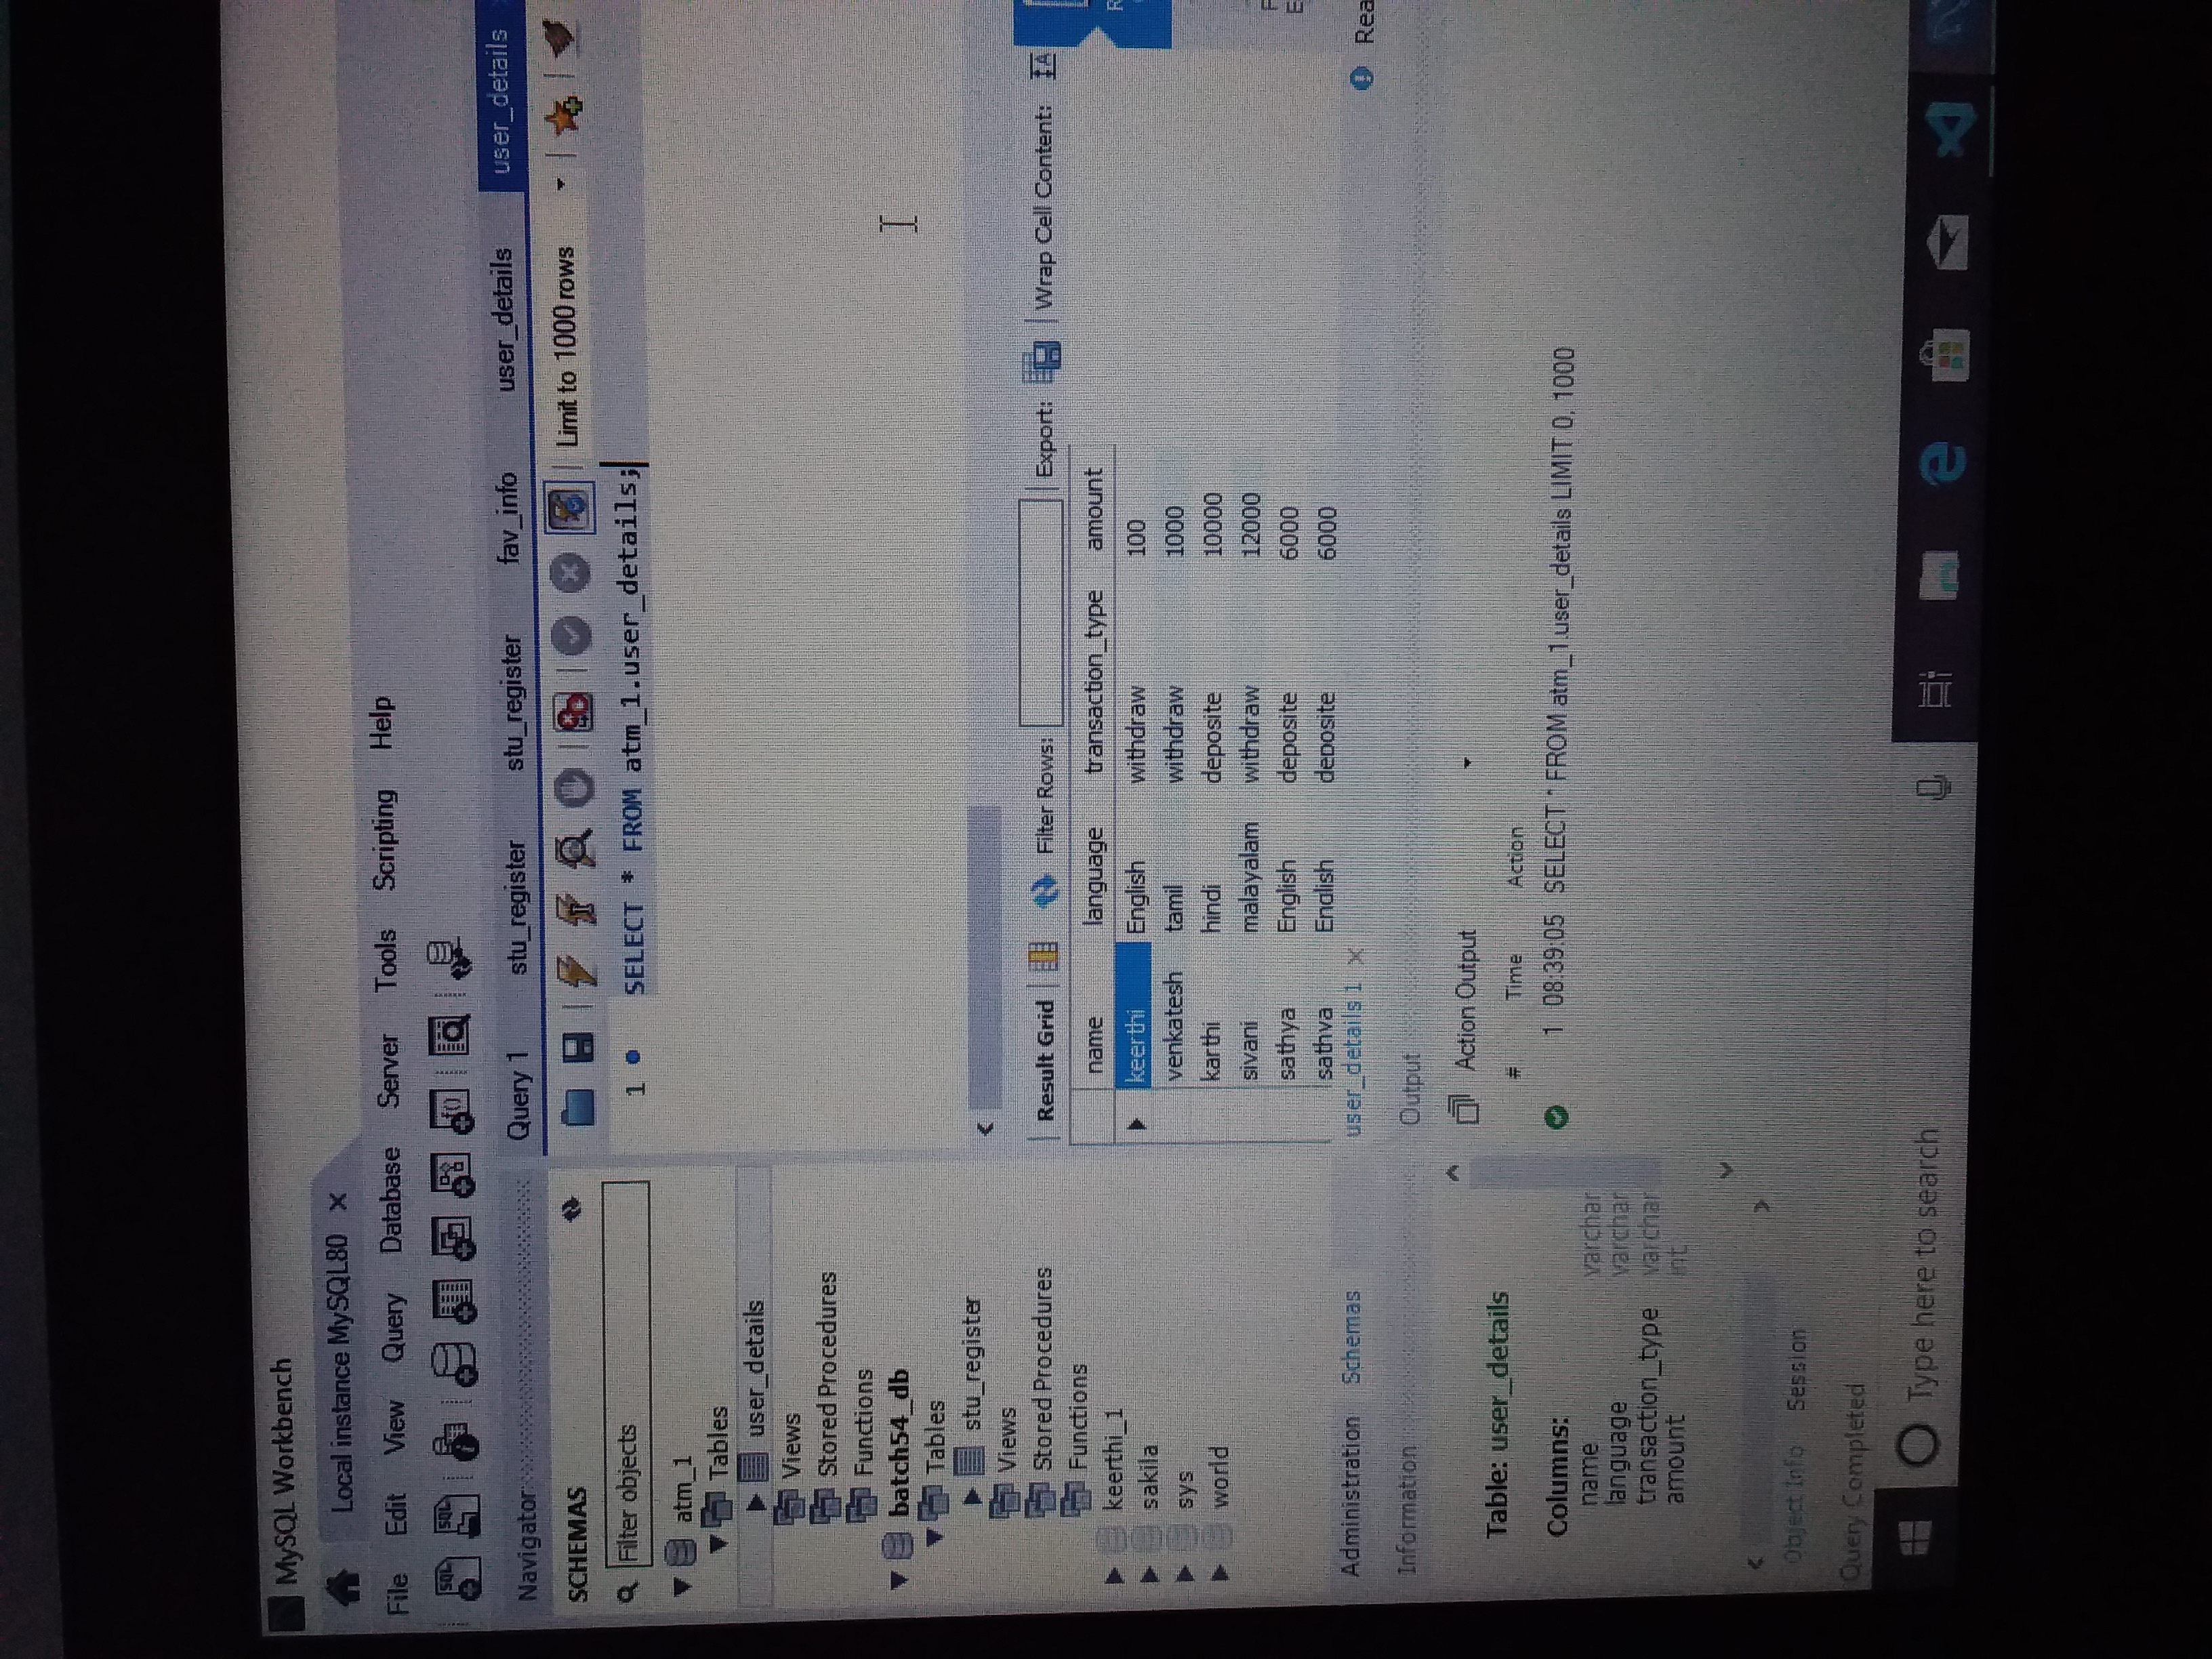 MySQL Workbench
Local instance MySQL80
File Edit View Query Database Server Tools Scripting Help
Navigator
Query 1 stu_register stu_register fav_info user_details user_details
SCHEMAS
Limit to 1000 rows
Filter objects
1 SELECT * FROM atm_1.user_details;
atm_1
Tables
user_details
Views
Stored Procedures
Functions
batch54_db
Tables
stu_register
Views
Stored Procedures
Functions
keerthi_1
sakila
sys
world
Result Grid Filter Rows: Export: Wrap Cell Content:
name language transaction_type amount
keerthi English withdraw 100
venkatesh tamil withdraw 1000
karthi hindi deposite 10000
sivani malayalam withdraw 12000
sathya English deposite 6000
sathya English deposite 6000
Administration Schemas
user_details 1
Information
Output
Action Output
# Time Action
1 08:39:05 SELECT * FROM atm_1.user_details LIMIT 0, 1000
Table: user_details
Columns:
name varchar
language varchar
transaction_type varchar
amount int
Object Info Session
Query Completed
Type here to search